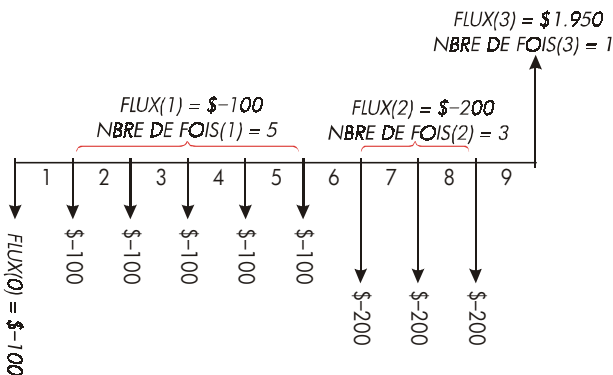 FLUX(3) = $1.950
NBRE DE FOIS(3) = 1
FLUX(1) = $–100
NBRE DE FOIS(1) = 5
FLUX(2) = $–200
NBRE DE FOIS(2) = 3
1 2 3 4 5 6 7 8 9
FLUX(0) = $–100
$–100
$–100
$–100
$–100
$–100
$–200
$–200
$–200